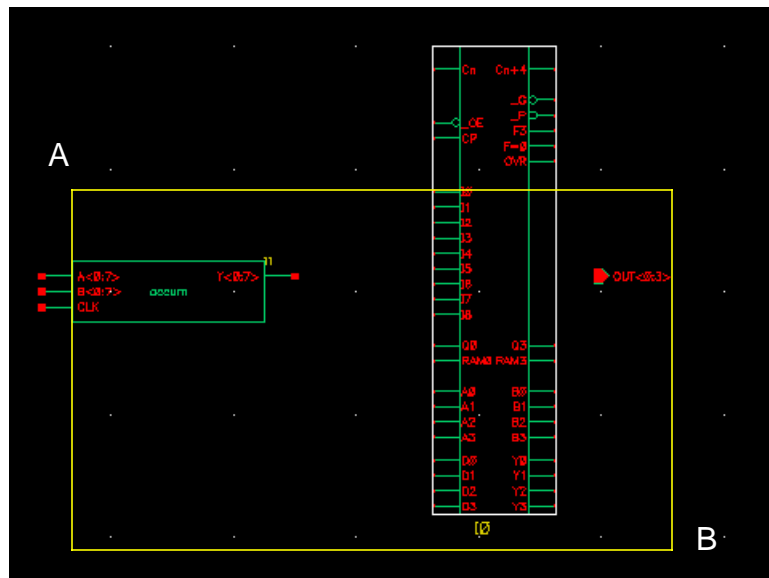 Cn Cn+4
_G
_P
_OE F3
CP F=0
OVR
A
I0
I1
I2
I3
I4
I5
I6
I7
I8
I1
A<0:7> Y<0:7>
B<0:7> accum
CLK
OUT<0:3>
Q0 Q3
RAM0 RAM3
A0 B0
A1 B1
A2 B2
A3 B3
D0 Y0
D1 Y1
D2 Y2
D3 Y3
I0
B